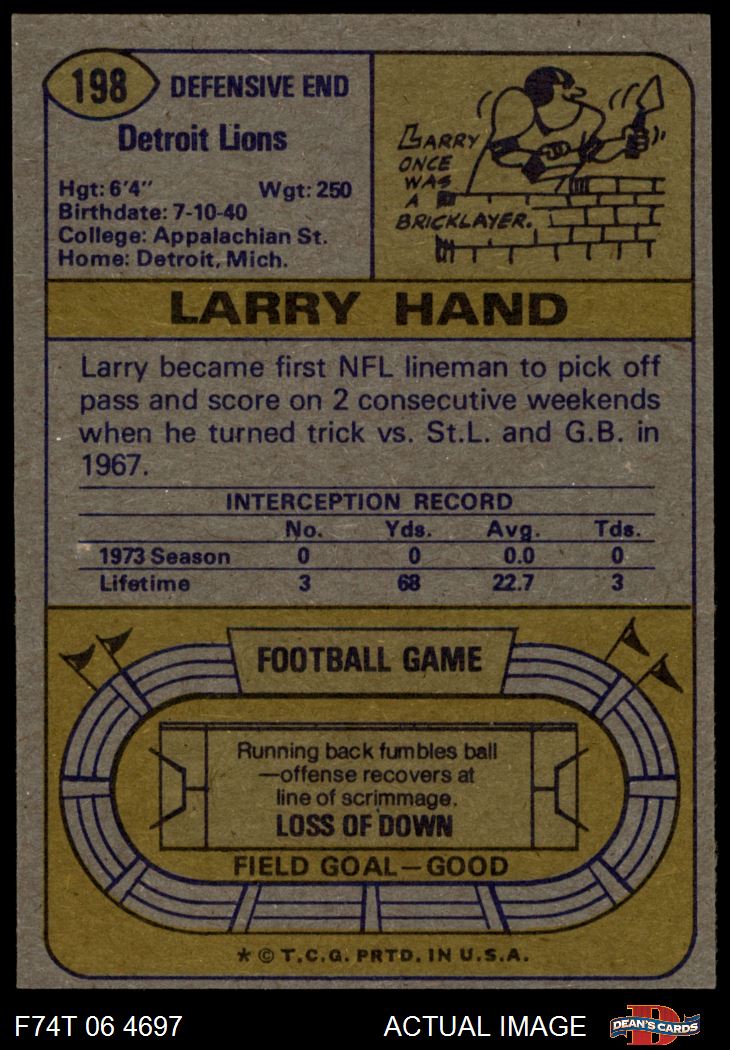 198
DEFENSIVE END
Detroit Lions
Hgt: 6'4" Wgt: 250
Birthdate: 7-10-40
College: Appalachian St.
Home: Detroit, Mich.
LARRY
ONCE
WAS
A
BRICKLAYER.
LARRY HAND
Larry became first NFL lineman to pick off
pass and score on 2 consecutive weekends
when he turned trick vs. St.L. and G.B. in
1967.
INTERCEPTION RECORD
No. Yds. Avg. Tds.
1973 Season 0 0 0.0 0
Lifetime 3 68 22.7 3
FOOTBALL GAME
Running back fumbles ball
—offense recovers at
line of scrimmage.
LOSS OF DOWN
FIELD GOAL—GOOD
* © T.C.G. PRTD. IN U.S.A.
F74T 06 4697 ACTUAL IMAGE
D
DEAN'S CARDS